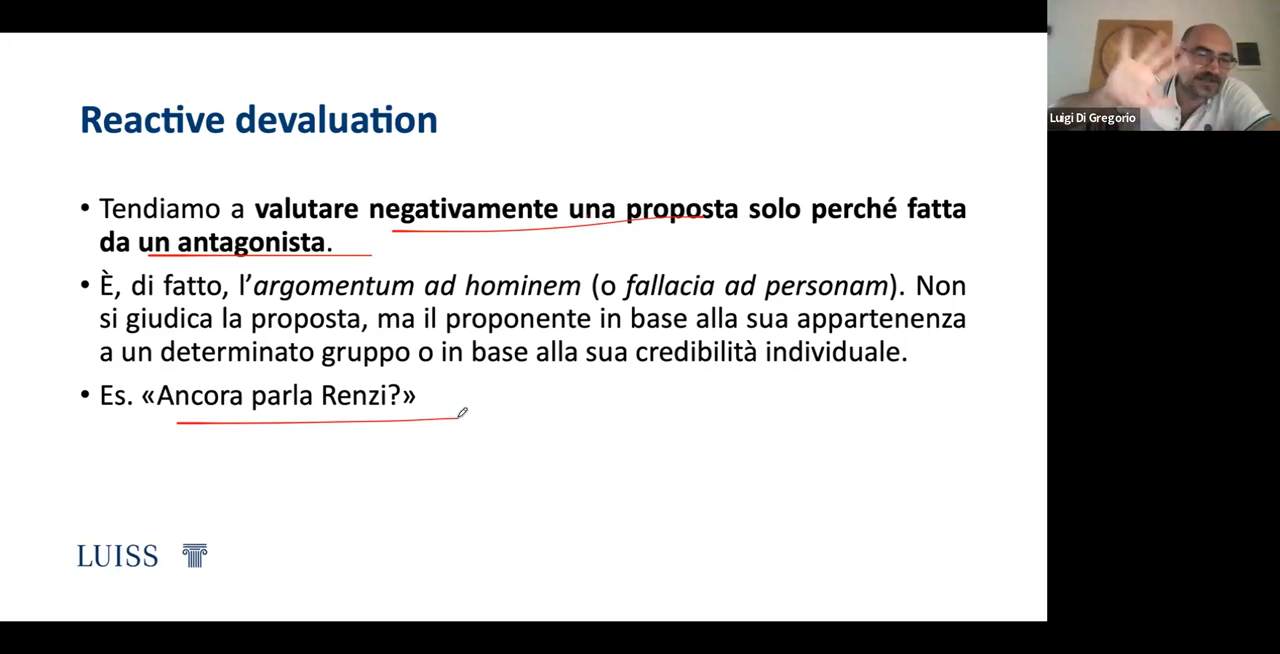 Reactive devaluation
• Tendiamo a valutare negativamente una proposta solo perché fatta
da un antagonista.
• È, di fatto, l’argomentum ad hominem (o fallacia ad personam). Non
si giudica la proposta, ma il proponente in base alla sua appartenenza
a un determinato gruppo o in base alla sua credibilità individuale.
• Es. «Ancora parla Renzi?»
LUISS
Luigi Di Gregorio